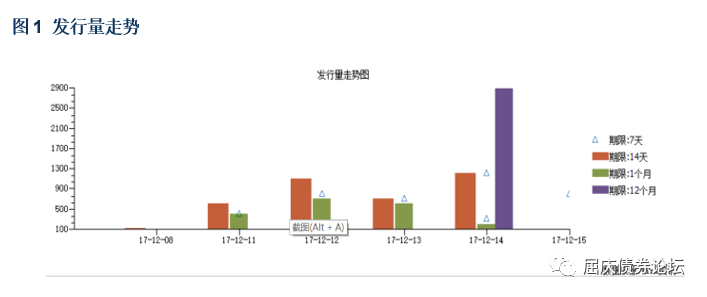 图1 发行量走势
发行量走势图
2900
2500
2100
1700
1300
900
500
100
期限:7天
期限:14天
期限:1个月
期限:12个月
截图(Alt + A)
17-12-08 17-12-11 17-12-12 17-12-13 17-12-14 17-12-15
屈庆债券论坛